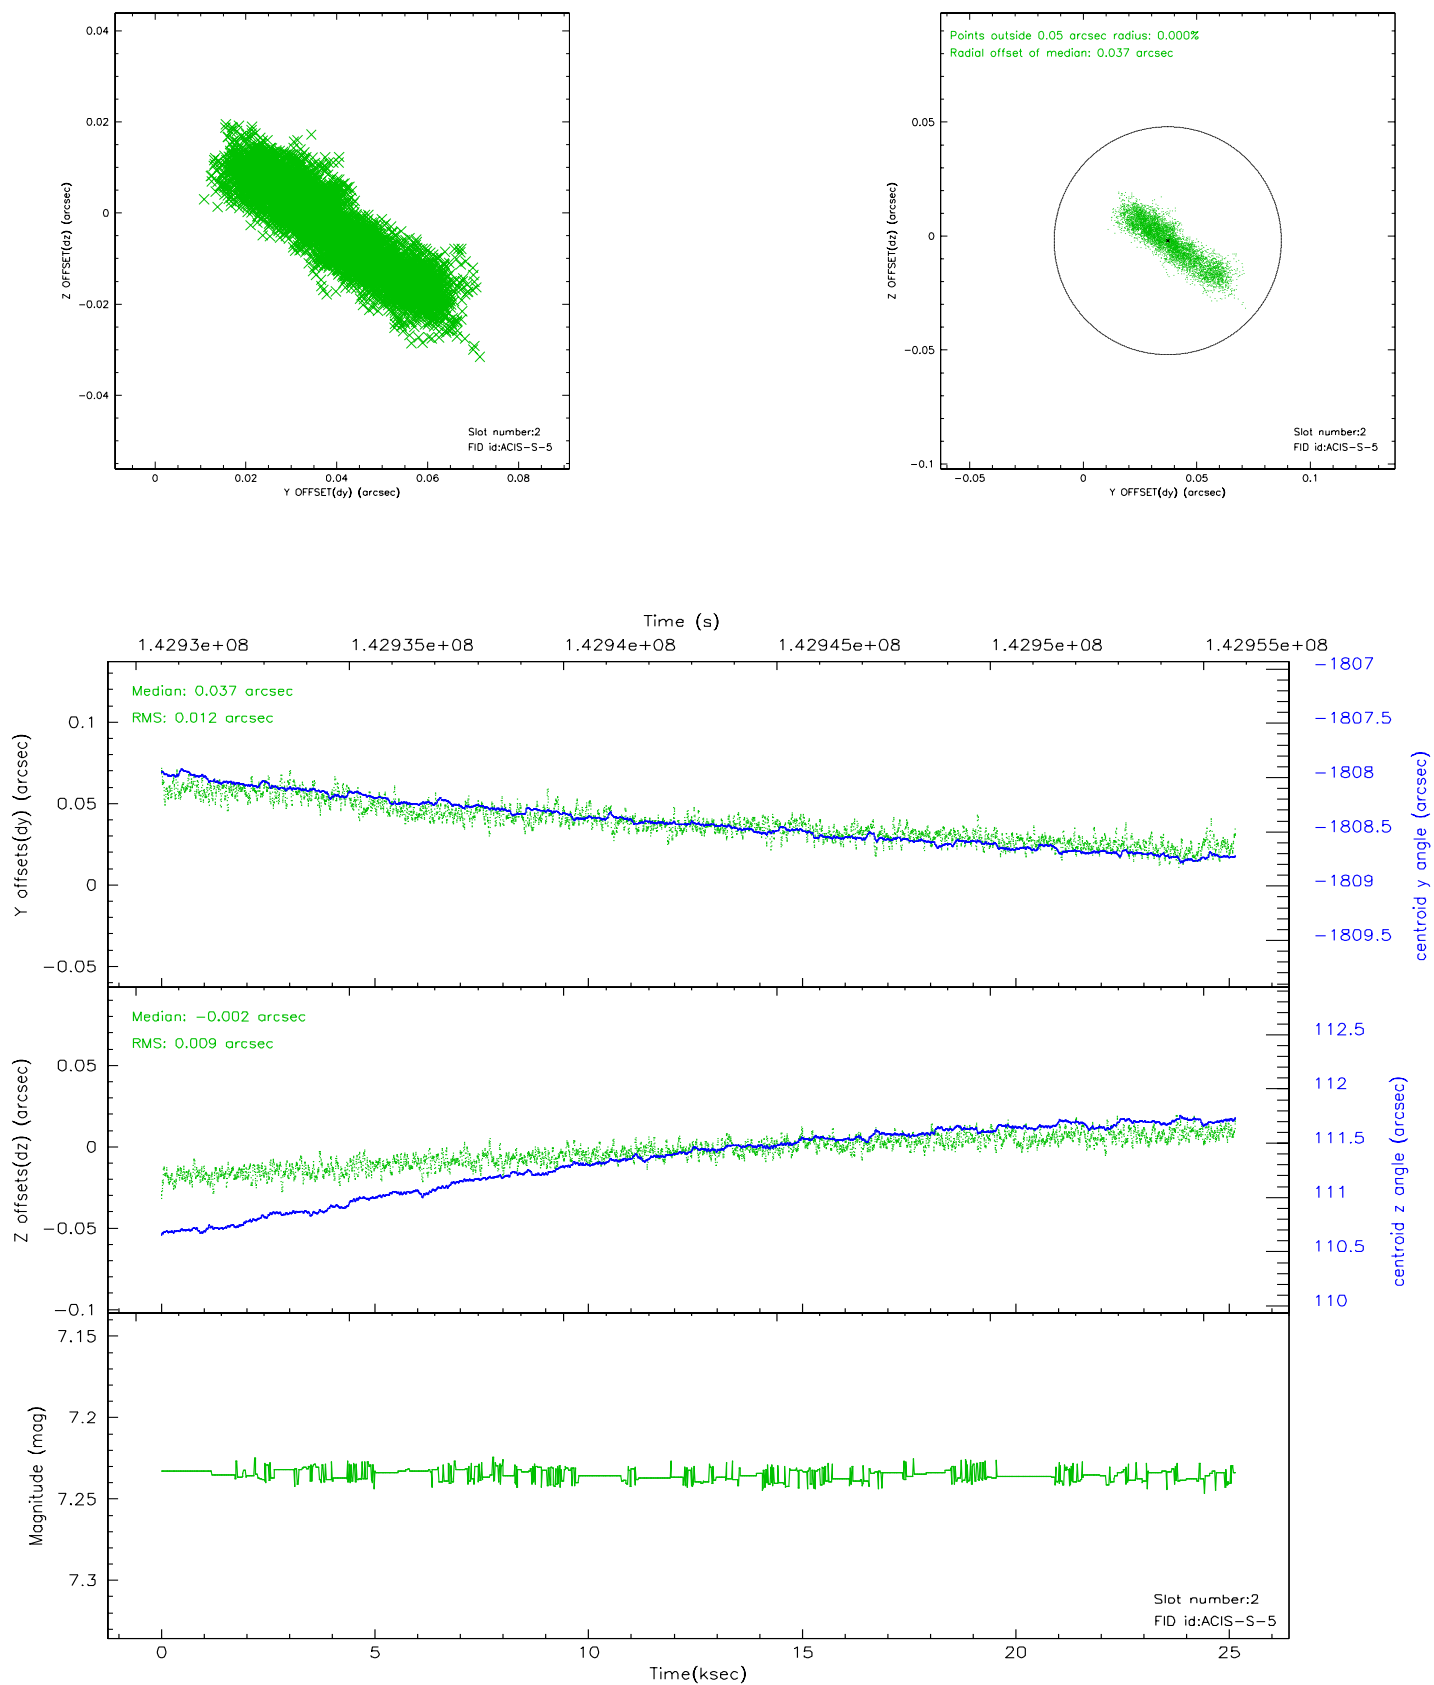 0.04
0.02
0
-0.02
-0.04
Z OFFSET(dz) (arcsec)
Slot number:2
FID id:ACIS-S-5
0
0.02
0.04
0.06
0.08
Y OFFSET(dy) (arcsec)
Points outside 0.05 arcsec radius: 0.000%
Radial offset of median: 0.037 arcsec
0.05
0
-0.05
-0.1
Z OFFSET(dz) (arcsec)
Slot number:2
FID id:ACIS-S-5
-0.05
0
0.05
0.1
Y OFFSET(dy) (arcsec)
Time (s)
1.4293e+08
1.42935e+08
1.4294e+08
1.42945e+08
1.4295e+08
1.42955e+08
Median: 0.037 arcsec
RMS: 0.012 arcsec
0.1
0.05
0
-0.05
Y offsets(dy) (arcsec)
-1807
-1807.5
-1808
-1808.5
-1809
-1809.5
centroid y angle (arcsec)
Median: -0.002 arcsec
RMS: 0.009 arcsec
0.05
0
-0.05
-0.1
Z offsets(dz) (arcsec)
112.5
112
111.5
111
110.5
110
centroid z angle (arcsec)
7.15
7.2
7.25
7.3
Magnitude (mag)
Slot number:2
FID id:ACIS-S-5
0
5
10
15
20
25
Time(ksec)